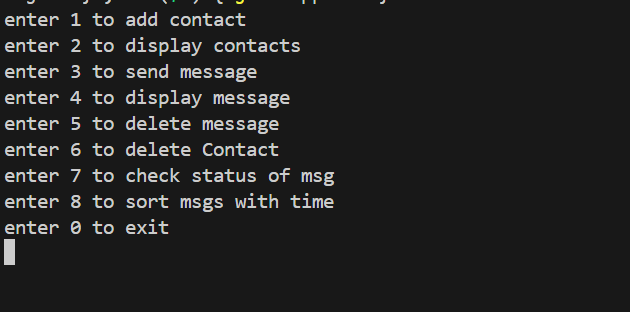 enter 1 to add contact
enter 2 to display contacts
enter 3 to send message
enter 4 to display message
enter 5 to delete message
enter 6 to delete Contact
enter 7 to check status of msg
enter 8 to sort msgs with time
enter 0 to exit